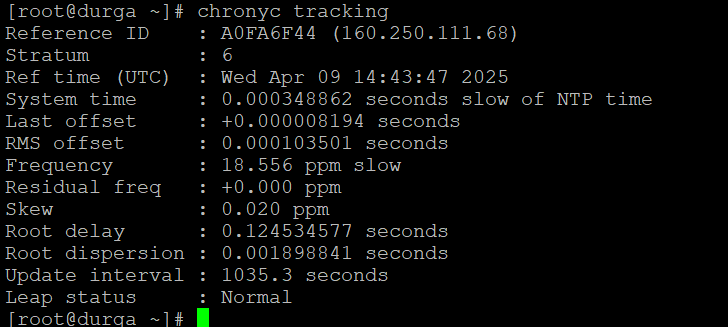 [root@durga ~]# chronyc tracking
Reference ID    : A0FA6F44 (160.250.111.68)
Stratum         : 6
Ref time (UTC)  : Wed Apr 09 14:43:47 2025
System time     : 0.000348862 seconds slow of NTP time
Last offset     : +0.000008194 seconds
RMS offset      : 0.000103501 seconds
Frequency       : 18.556 ppm slow
Residual freq   : +0.000 ppm
Skew            : 0.020 ppm
Root delay      : 0.124534577 seconds
Root dispersion : 0.001898841 seconds
Update interval : 1035.3 seconds
Leap status     : Normal
[root@durga ~]#